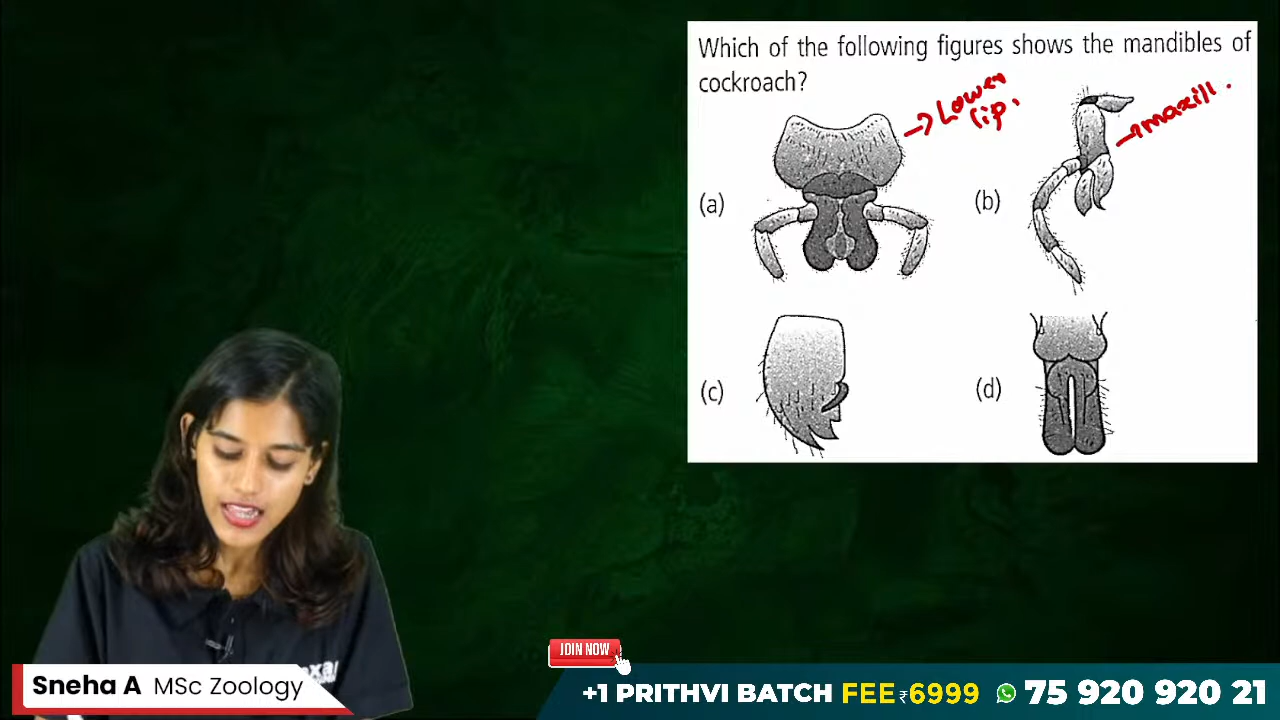 Which of the following figures shows the mandibles of
cockroach?
→ Lower
lip.
→ maxill.
(a)
(b)
(c)
(d)
JOIN NOW
Sneha A MSc Zoology
+1 PRITHVI BATCH FEE ₹6999 75 920 920 21